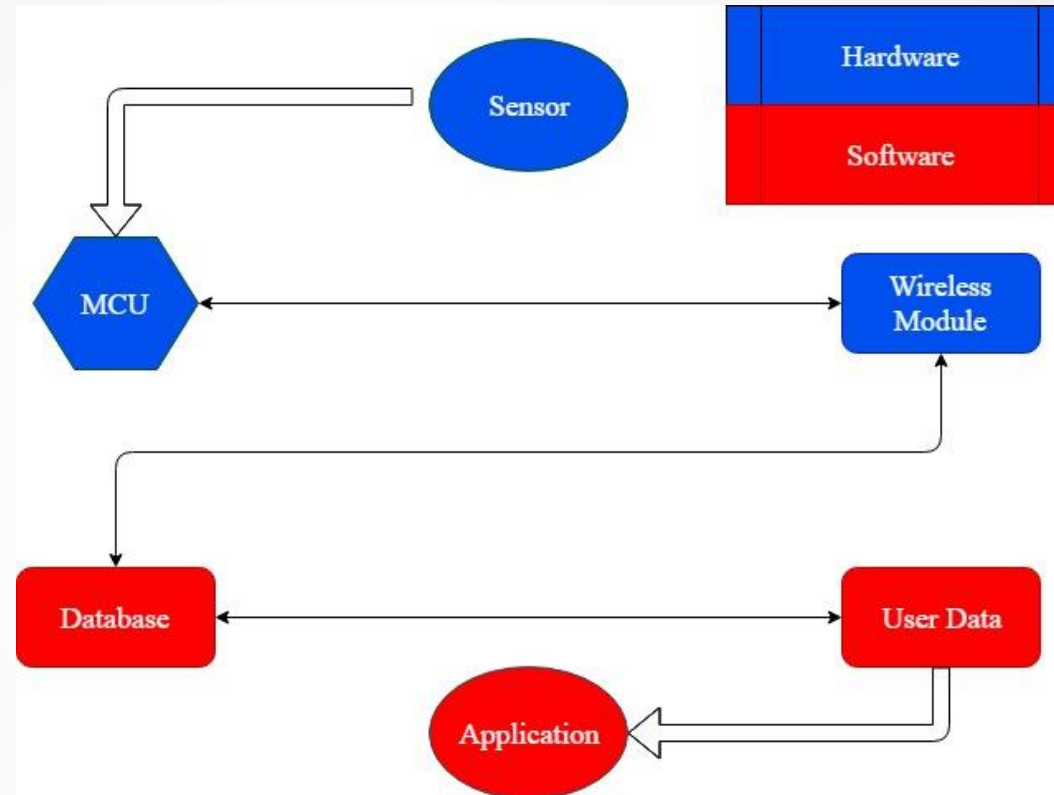 Hardware
Sensor
Software
MCU
Wireless
Module
Database
User Data
Application